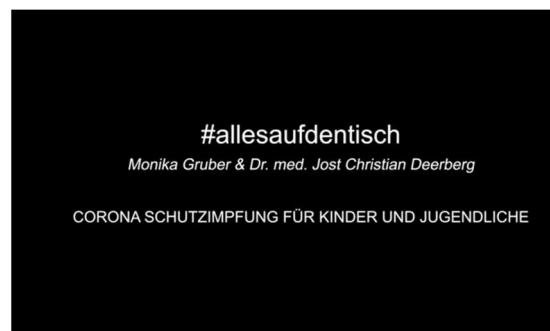 #allesaufdentisch
Monika Gruber & Dr. med. Jost Christian Deerberg
CORONA SCHUTZIMPFUNG FÜR KINDER UND JUGENDLICHE